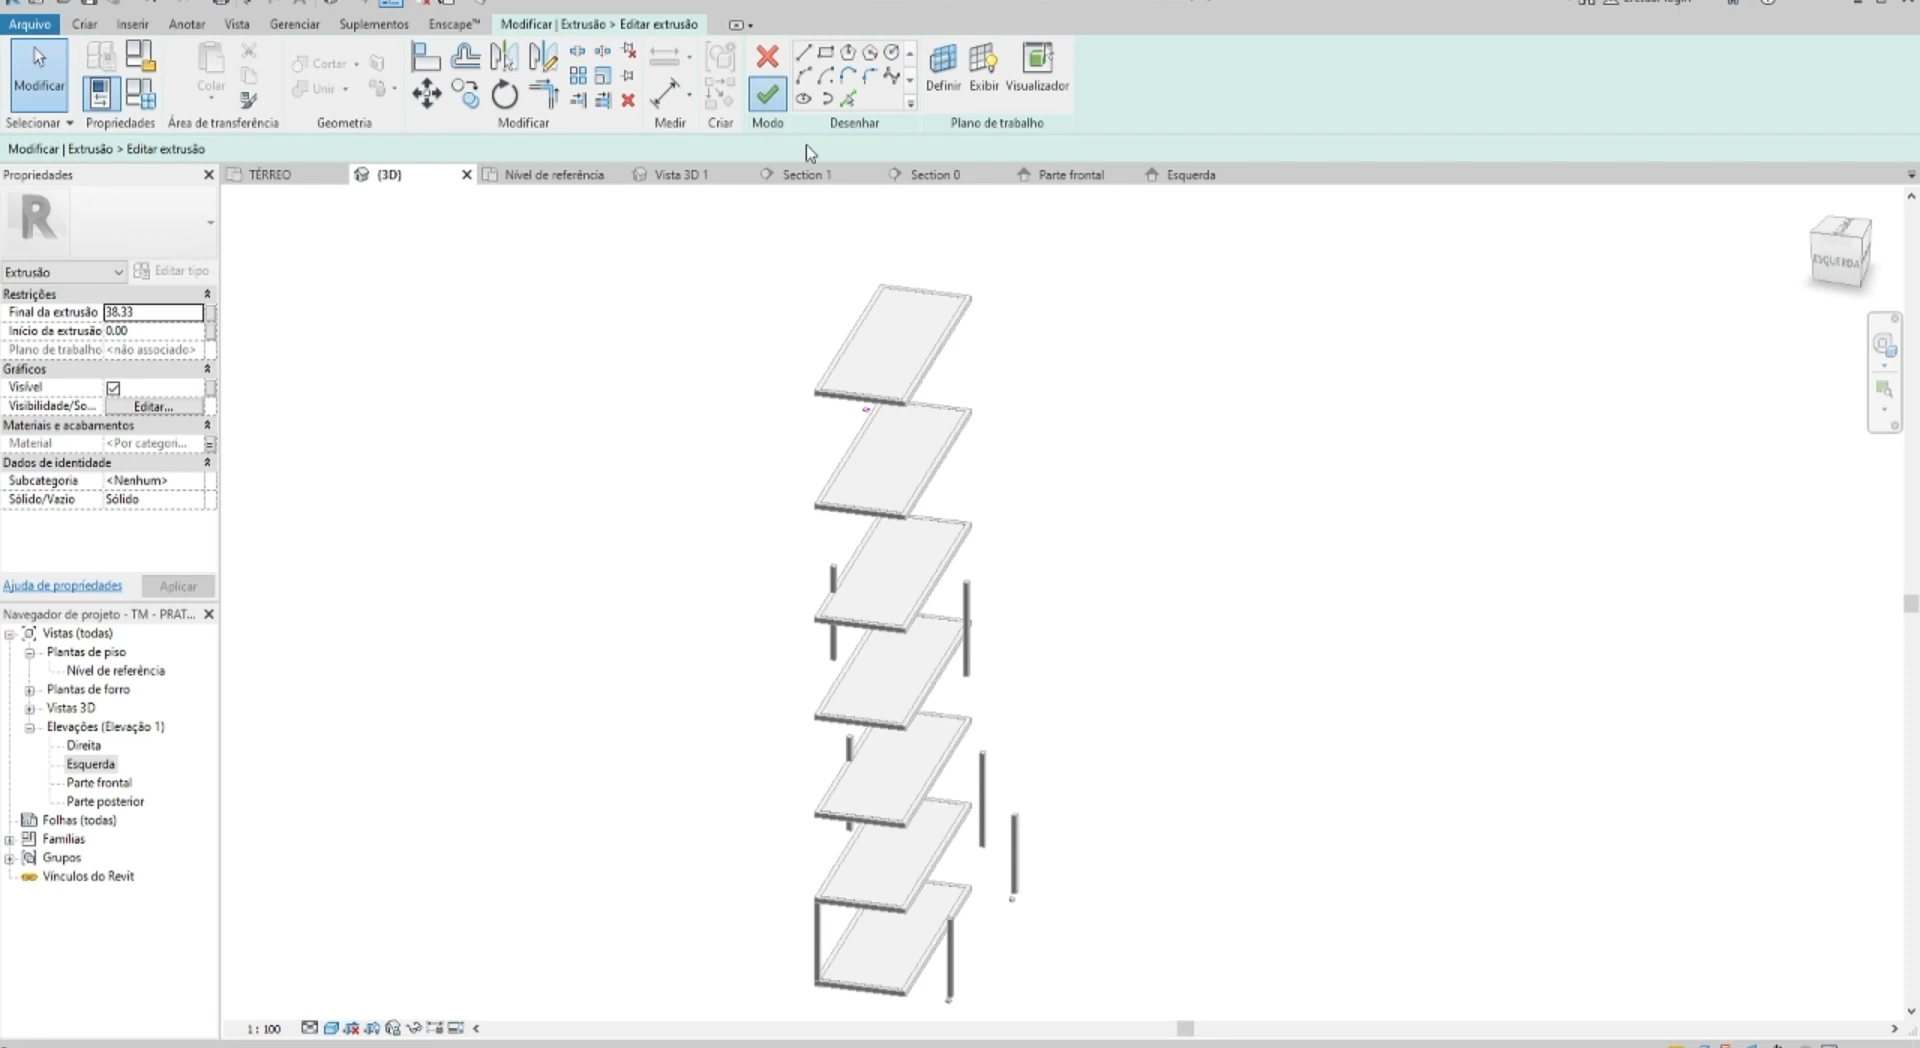 Arquivo Criar Inserir Anotar Vista Gerenciar Suplementos Enscape™ Modificar | Extrusão > Editar extrusão
Modificar
Colar
Cortar
Unir
Definir Exibir Visualizador
Selecionar Propriedades Área de transferência Geometria Modificar Medir Criar Modo Desenhar Plano de trabalho
Modificar | Extrusão > Editar extrusão
Propriedades
TÉRREO {3D} Nível de referência Vista 3D 1 Section 1 Section 0 Parte frontal Esquerda
R
ESQUERDA
Extrusão Editar tipo
Restrições
Final da extrusão 38.33
Início da extrusão 0.00
Plano de trabalho <não associado>
Gráficos
Visível
Visibilidade/So... Editar...
Materiais e acabamentos
Material <Por categori...
Dados de identidade
Subcategoria <Nenhum>
Sólido/Vazio Sólido
Ajuda de propriedades Aplicar
Navegador de projeto - TM - PRAT...
Vistas (todas)
Plantas de piso
Nível de referência
Plantas de forro
Vistas 3D
Elevações (Elevação 1)
Direita
Esquerda
Parte frontal
Parte posterior
Folhas (todas)
Famílias
Grupos
Vínculos do Revit
1 : 100